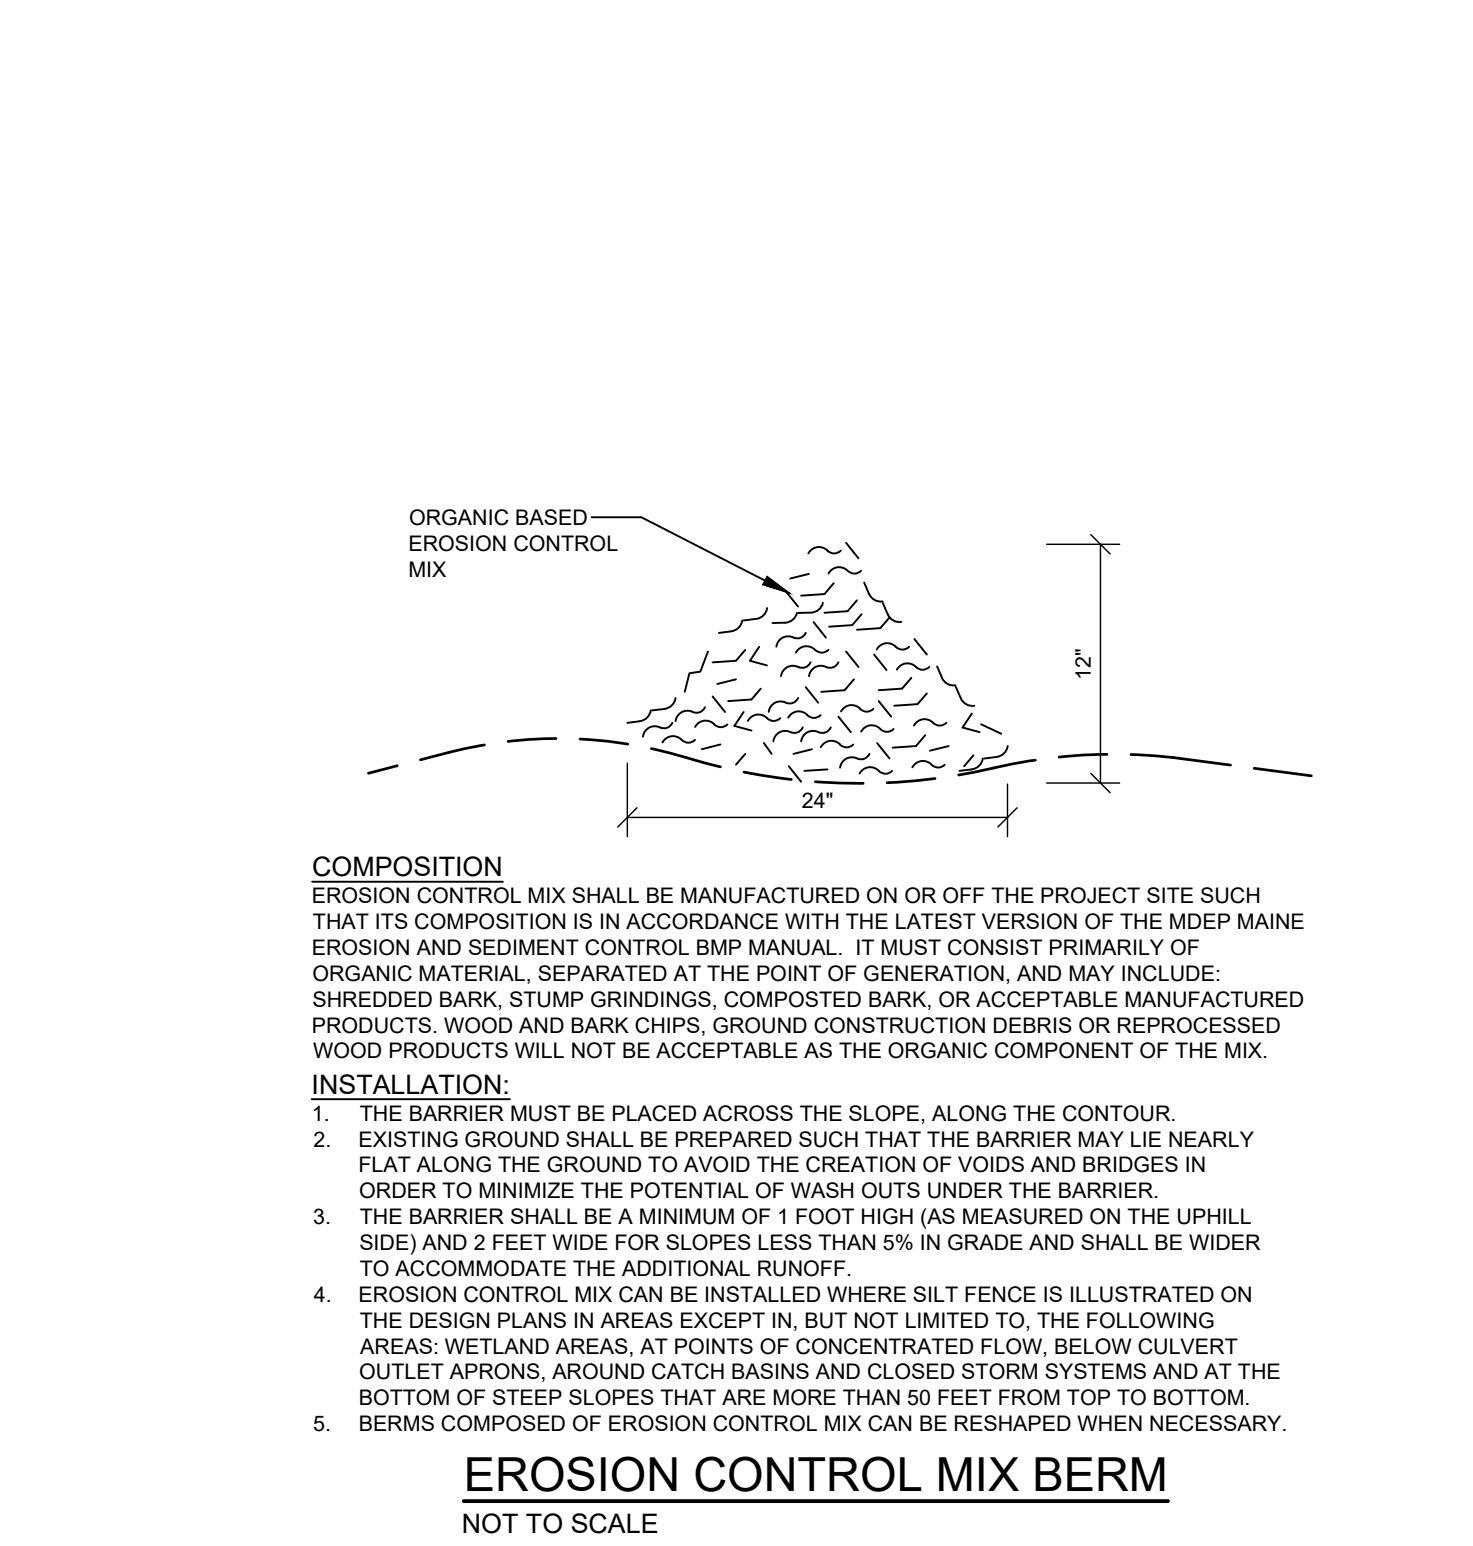 ORGANIC BASED
EROSION CONTROL
MIX
12"
24"
COMPOSITION
EROSION CONTROL MIX SHALL BE MANUFACTURED ON OR OFF THE PROJECT SITE SUCH
THAT ITS COMPOSITION IS IN ACCORDANCE WITH THE LATEST VERSION OF THE MDEP MAINE
EROSION AND SEDIMENT CONTROL BMP MANUAL.  IT MUST CONSIST PRIMARILY OF
ORGANIC MATERIAL, SEPARATED AT THE POINT OF GENERATION, AND MAY INCLUDE:
SHREDDED BARK, STUMP GRINDINGS, COMPOSTED BARK, OR ACCEPTABLE MANUFACTURED
PRODUCTS. WOOD AND BARK CHIPS, GROUND CONSTRUCTION DEBRIS OR REPROCESSED
WOOD PRODUCTS WILL NOT BE ACCEPTABLE AS THE ORGANIC COMPONENT OF THE MIX.
INSTALLATION:
1. THE BARRIER MUST BE PLACED ACROSS THE SLOPE, ALONG THE CONTOUR.
2. EXISTING GROUND SHALL BE PREPARED SUCH THAT THE BARRIER MAY LIE NEARLY
FLAT ALONG THE GROUND TO AVOID THE CREATION OF VOIDS AND BRIDGES IN
ORDER TO MINIMIZE THE POTENTIAL OF WASH OUTS UNDER THE BARRIER.
3. THE BARRIER SHALL BE A MINIMUM OF 1 FOOT HIGH (AS MEASURED ON THE UPHILL
SIDE) AND 2 FEET WIDE FOR SLOPES LESS THAN 5% IN GRADE AND SHALL BE WIDER
TO ACCOMMODATE THE ADDITIONAL RUNOFF.
4. EROSION CONTROL MIX CAN BE INSTALLED WHERE SILT FENCE IS ILLUSTRATED ON
THE DESIGN PLANS IN AREAS EXCEPT IN, BUT NOT LIMITED TO, THE FOLLOWING
AREAS: WETLAND AREAS, AT POINTS OF CONCENTRATED FLOW, BELOW CULVERT
OUTLET APRONS, AROUND CATCH BASINS AND CLOSED STORM SYSTEMS AND AT THE
BOTTOM OF STEEP SLOPES THAT ARE MORE THAN 50 FEET FROM TOP TO BOTTOM.
5. BERMS COMPOSED OF EROSION CONTROL MIX CAN BE RESHAPED WHEN NECESSARY.
EROSION CONTROL MIX BERM
NOT TO SCALE